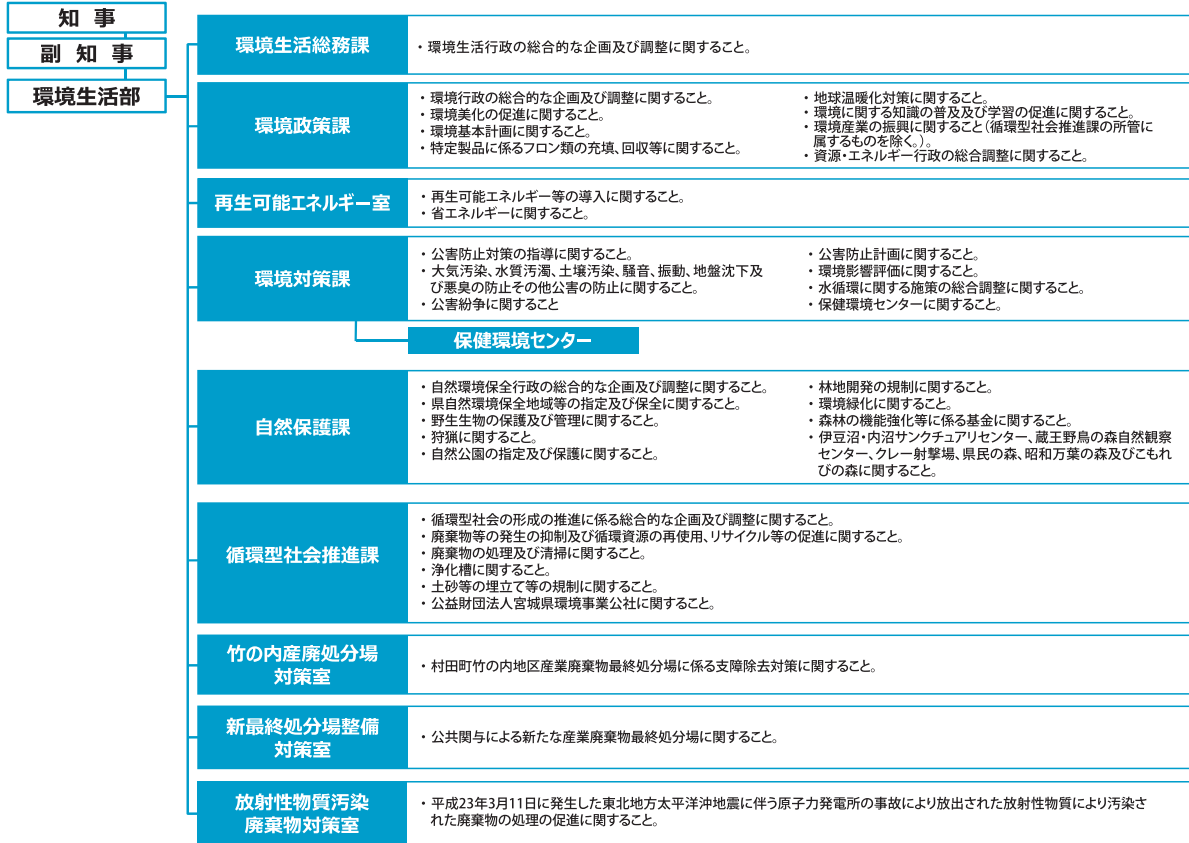 知 事
副 知 事
環境生活部
環境生活総務課
・環境生活行政の総合的な企画及び調整に関すること。
環境政策課
・環境行政の総合的な企画及び調整に関すること。
・環境美化の促進に関すること。
・環境基本計画に関すること。
・特定製品に係るフロン類の充填、回収等に関すること。
・地球温暖化対策に関すること。
・環境に関する知識の普及及び学習の促進に関すること。
・環境産業の振興に関すること(循環型社会推進課の所管に
属するものを除く。)。
・資源・エネルギー行政の総合調整に関すること。
再生可能エネルギー室
・再生可能エネルギー等の導入に関すること。
・省エネルギーに関すること。
環境対策課
・公害防止対策の指導に関すること。
・大気汚染、水質汚濁、土壌汚染、騒音、振動、地盤沈下及
び悪臭の防止その他公害の防止に関すること。
・公害紛争に関すること
・公害防止計画に関すること。
・環境影響評価に関すること。
・水循環に関する施策の総合調整に関すること。
・保健環境センターに関すること。
保健環境センター
自然保護課
・自然環境保全行政の総合的な企画及び調整に関すること。
・県自然環境保全地域等の指定及び保全に関すること。
・野生生物の保護及び管理に関すること。
・狩猟に関すること。
・自然公園の指定及び保護に関すること。
・林地開発の規制に関すること。
・環境緑化に関すること。
・森林の機能強化等に係る基金に関すること。
・伊豆沼・内沼サンクチュアリセンター、蔵王野鳥の森自然観察
センター、クレー射撃場、県民の森、昭和万葉の森及びこもれ
びの森に関すること。
循環型社会推進課
・循環型社会の形成の推進に係る総合的な企画及び調整に関すること。
・廃棄物等の発生の抑制及び循環資源の再使用、リサイクル等の促進に関すること。
・廃棄物の処理及び清掃に関すること。
・浄化槽に関すること。
・土砂等の埋立て等の規制に関すること。
・公益財団法人宮城県環境事業公社に関すること。
竹の内産廃処分場
対策室
・村田町竹の内地区産業廃棄物最終処分場に係る支障除去対策に関すること。
新最終処分場整備
対策室
・公共関与による新たな産業廃棄物最終処分場に関すること。
放射性物質汚染
廃棄物対策室
・平成23年3月11日に発生した東北地方太平洋沖地震に伴う原子力発電所の事故により放出された放射性物質により汚染さ
れた廃棄物の処理の促進に関すること。